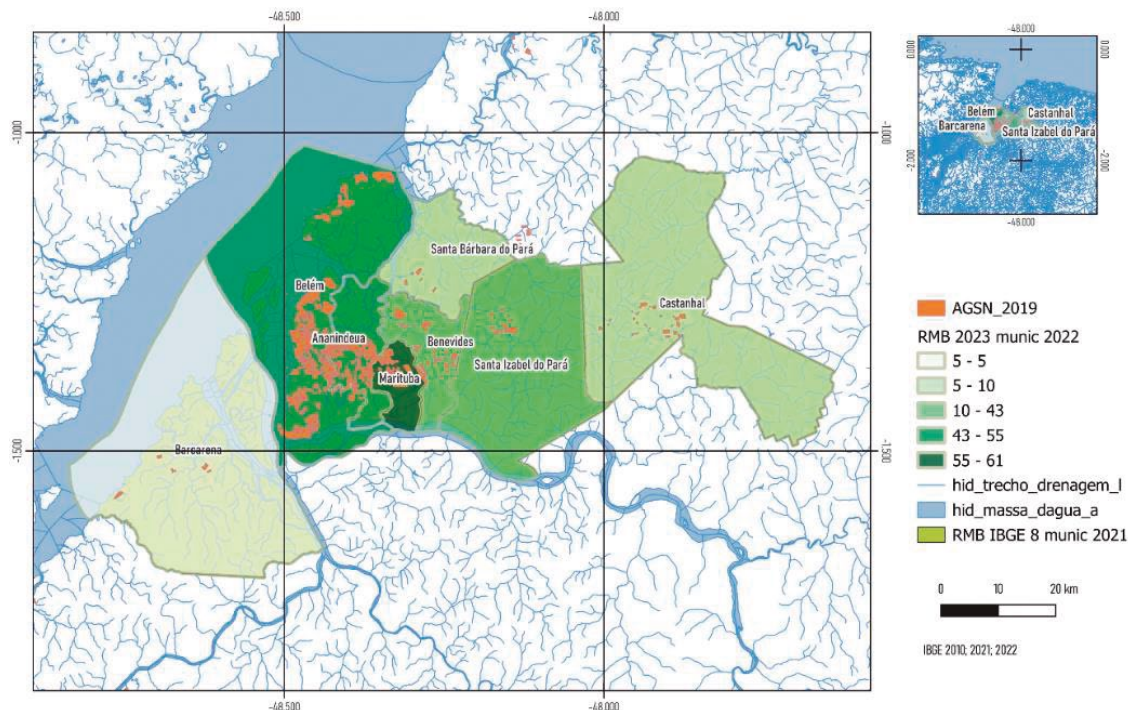 -48.500
-48.000
-1.000
-1.500
-1.000
-1.500
-48.500
-48.000
Santa Bárbara do Pará
Belém
Castanhal
Ananindeua
Benevides
Santa Izabel do Pará
Marituba
Barcarena
-48.000
0.000
0.000
Belém
Castanhal
Barcarena
Santa Izabel do Pará
-2.000
-2.000
-48.000
AGSN_2019
RMB 2023 munic 2022
5 - 5
5 - 10
10 - 43
43 - 55
55 - 61
hid_trecho_drenagem_l
hid_massa_dagua_a
RMB IBGE 8 munic 2021
0 10 20 km
IBGE 2010; 2021; 2022